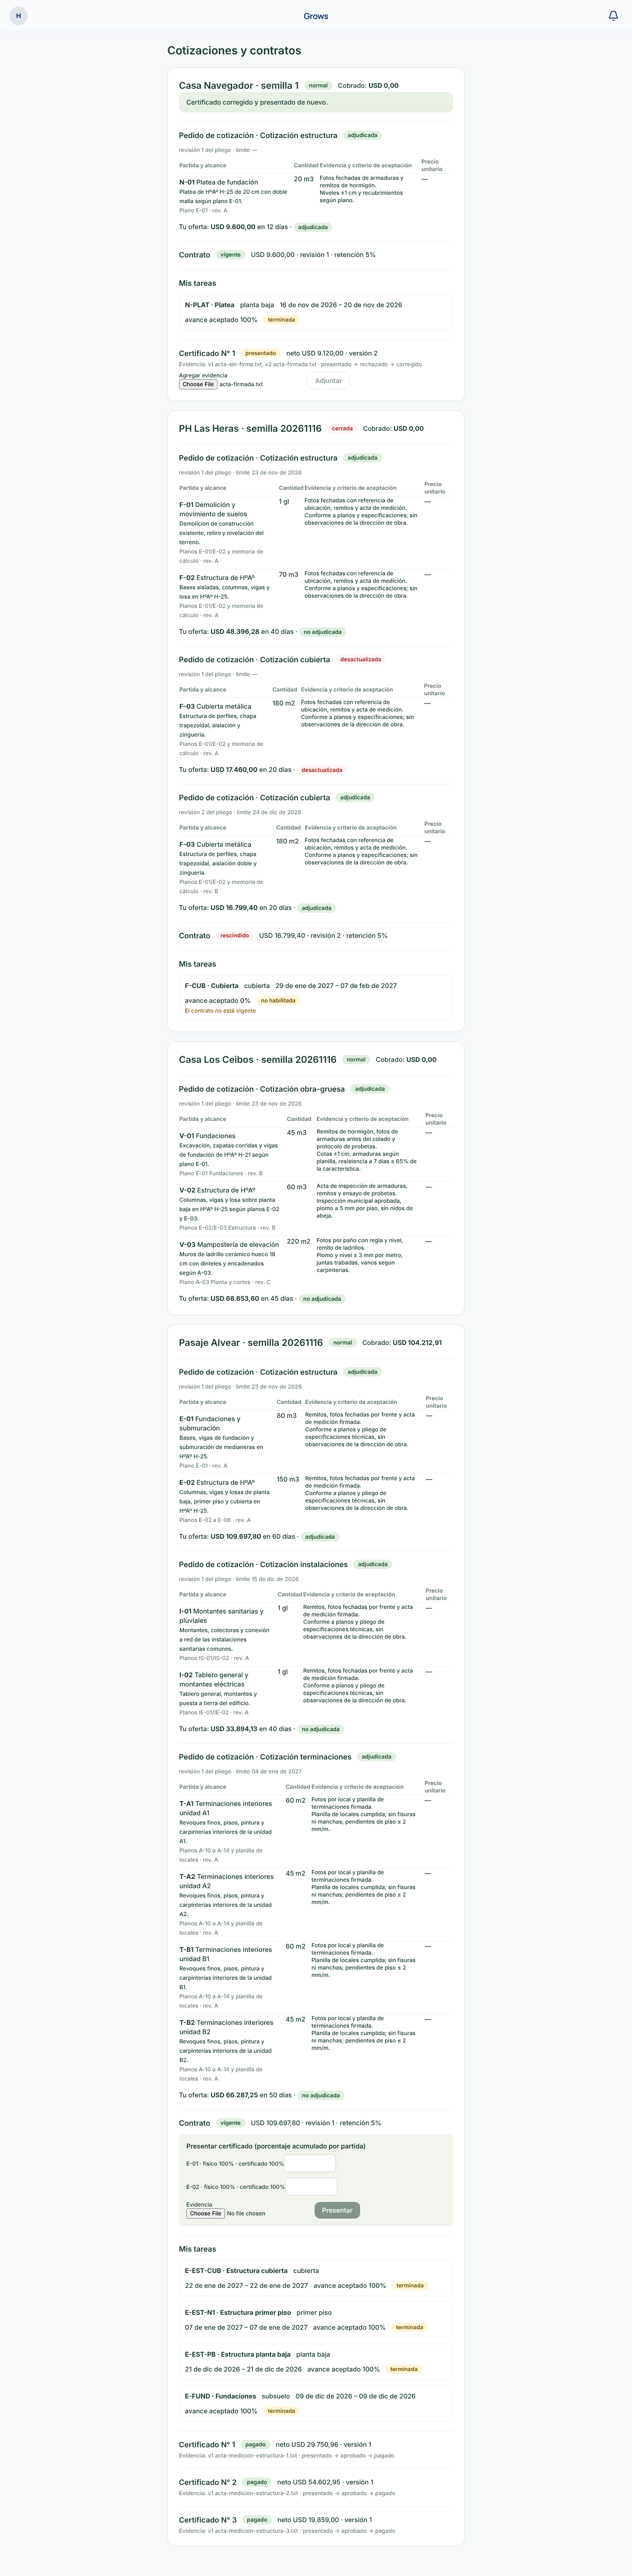 H
Grows
Cotizaciones y contratos
Casa Navegador · semilla 1 normal Cobrado: USD 0,00
Certificado corregido y presentado de nuevo.
Pedido de cotización · Cotización estructura adjudicada
revisión 1 del pliego · límite —
Partida y alcance Cantidad Evidencia y criterio de aceptación Precio unitario
N-01 Platea de fundación
Platea de HºAº H-25 de 20 cm con doble
malla según plano E-01.
Plano E-01 · rev. A
20 m3
Fotos fechadas de armaduras y
remitos de hormigón.
Niveles ±1 cm y recubrimientos
según plano.
—
Tu oferta: USD 9.600,00 en 12 días · adjudicada
Contrato vigente USD 9.600,00 · revisión 1 · retención 5%
Mis tareas
N-PLAT · Platea planta baja 16 de nov de 2026 – 20 de nov de 2026
avance aceptado 100% terminada
Certificado N° 1 presentado neto USD 9.120,00 · versión 2
Evidencia: v1 acta-sin-firma.txt, v2 acta-firmada.txt · presentado → rechazado → corregido
Agregar evidencia
Choose File acta-firmada.txt Adjuntar
PH Las Heras · semilla 20261116 cerrada Cobrado: USD 0,00
Pedido de cotización · Cotización estructura adjudicada
revisión 1 del pliego · límite 23 de nov de 2026
Partida y alcance Cantidad Evidencia y criterio de aceptación Precio unitario
F-01 Demolición y
movimiento de suelos
Demolición de construcción
existente, retiro y nivelación del
terreno.
Planos E-01/E-02 y memoria de
cálculo · rev. A
1 gl
Fotos fechadas con referencia de
ubicación, remitos y acta de medición.
Conforme a planos y especificaciones; sin
observaciones de la dirección de obra.
—
F-02 Estructura de HºAº
Bases aisladas, columnas, vigas y
losa en HºAº H-25.
Planos E-01/E-02 y memoria de
cálculo · rev. A
70 m3
Fotos fechadas con referencia de
ubicación, remitos y acta de medición.
Conforme a planos y especificaciones; sin
observaciones de la dirección de obra.
—
Tu oferta: USD 48.396,28 en 40 días · no adjudicada
Pedido de cotización · Cotización cubierta desactualizada
revisión 1 del pliego · límite —
Partida y alcance Cantidad Evidencia y criterio de aceptación Precio unitario
F-03 Cubierta metálica
Estructura de perfiles, chapa
trapezoidal, aislación y
zinguería.
Planos E-01/E-02 y memoria de
cálculo · rev. A
180 m2
Fotos fechadas con referencia de
ubicación, remitos y acta de medición.
Conforme a planos y especificaciones; sin
observaciones de la dirección de obra.
—
Tu oferta: USD 17.460,00 en 20 días · desactualizada
Pedido de cotización · Cotización cubierta adjudicada
revisión 2 del pliego · límite 24 de dic de 2026
Partida y alcance Cantidad Evidencia y criterio de aceptación Precio unitario
F-03 Cubierta metálica
Estructura de perfiles, chapa
trapezoidal, aislación doble y
zinguería.
Planos E-01/E-02 y memoria de
cálculo · rev. B
180 m2
Fotos fechadas con referencia de
ubicación, remitos y acta de medición.
Conforme a planos y especificaciones; sin
observaciones de la dirección de obra.
—
Tu oferta: USD 16.799,40 en 20 días · adjudicada
Contrato rescindido USD 16.799,40 · revisión 2 · retención 5%
Mis tareas
F-CUB · Cubierta cubierta 29 de ene de 2027 – 07 de feb de 2027
avance aceptado 0% no habilitada
El contrato no está vigente
Casa Los Ceibos · semilla 20261116 normal Cobrado: USD 0,00
Pedido de cotización · Cotización obra-gruesa adjudicada
revisión 1 del pliego · límite 23 de nov de 2026
Partida y alcance Cantidad Evidencia y criterio de aceptación Precio unitario
V-01 Fundaciones
Excavación, zapatas corridas y vigas
de fundación de HºAº H-21 según
plano E-01.
Plano E-01 Fundaciones · rev. B
45 m3
Remitos de hormigón, fotos de
armaduras antes del colado y
protocolo de probetas.
Cotas ±1 cm, armaduras según
planilla, resistencia a 7 días ≥ 65% de
la característica.
—
V-02 Estructura de HºAº
Columnas, vigas y losa sobre planta
baja en HºAº H-25 según planos E-02
y E-03.
Planos E-02/E-03 Estructura · rev. B
60 m3
Acta de inspección de armaduras,
remitos y ensayo de probetas.
Inspección municipal aprobada,
plomo ≤ 5 mm por piso, sin nidos de
abeja.
—
V-03 Mampostería de elevación
Muros de ladrillo cerámico hueco 18
cm con dinteles y encadenados
según A-03.
Plano A-03 Planta y cortes · rev. C
220 m2
Fotos por paño con regla y nivel,
remito de ladrillos.
Plomo y nivel ≤ 3 mm por metro,
juntas trabadas, vanos según
carpinterías.
—
Tu oferta: USD 68.653,60 en 45 días · no adjudicada
Pasaje Alvear · semilla 20261116 normal Cobrado: USD 104.212,91
Pedido de cotización · Cotización estructura adjudicada
revisión 1 del pliego · límite 23 de nov de 2026
Partida y alcance Cantidad Evidencia y criterio de aceptación Precio unitario
E-01 Fundaciones y
submuración
Bases, vigas de fundación y
submuración de medianeras en
HºAº H-25.
Plano E-01 · rev. A
80 m3
Remitos, fotos fechadas por frente y acta
de medición firmada.
Conforme a planos y pliego de
especificaciones técnicas, sin
observaciones de la dirección de obra.
—
E-02 Estructura de HºAº
Columnas, vigas y losas de planta
baja, primer piso y cubierta en
HºAº H-25.
Planos E-02 a E-06 · rev. A
150 m3
Remitos, fotos fechadas por frente y acta
de medición firmada.
Conforme a planos y pliego de
especificaciones técnicas, sin
observaciones de la dirección de obra.
—
Tu oferta: USD 109.697,80 en 60 días · adjudicada
Pedido de cotización · Cotización instalaciones adjudicada
revisión 1 del pliego · límite 15 de dic de 2026
Partida y alcance Cantidad Evidencia y criterio de aceptación Precio unitario
I-01 Montantes sanitarias y
pluviales
Montantes, colectoras y conexión
a red de las instalaciones
sanitarias comunes.
Planos IS-01/IS-02 · rev. A
1 gl
Remitos, fotos fechadas por frente y acta
de medición firmada.
Conforme a planos y pliego de
especificaciones técnicas, sin
observaciones de la dirección de obra.
—
I-02 Tablero general y
montantes eléctricas
Tablero general, montantes y
puesta a tierra del edificio.
Planos IE-01/IE-02 · rev. A
1 gl
Remitos, fotos fechadas por frente y acta
de medición firmada.
Conforme a planos y pliego de
especificaciones técnicas, sin
observaciones de la dirección de obra.
—
Tu oferta: USD 33.894,13 en 40 días · no adjudicada
Pedido de cotización · Cotización terminaciones adjudicada
revisión 1 del pliego · límite 04 de ene de 2027
Partida y alcance Cantidad Evidencia y criterio de aceptación Precio unitario
T-A1 Terminaciones interiores
unidad A1
Revoques finos, pisos, pintura y
carpinterías interiores de la unidad
A1.
Planos A-10 a A-14 y planilla de
locales · rev. A
60 m2
Fotos por local y planilla de
terminaciones firmada.
Planilla de locales cumplida; sin fisuras
ni manchas; pendientes de piso ≤ 2
mm/m.
—
T-A2 Terminaciones interiores
unidad A2
Revoques finos, pisos, pintura y
carpinterías interiores de la unidad
A2.
Planos A-10 a A-14 y planilla de
locales · rev. A
45 m2
Fotos por local y planilla de
terminaciones firmada.
Planilla de locales cumplida; sin fisuras
ni manchas; pendientes de piso ≤ 2
mm/m.
—
T-B1 Terminaciones interiores
unidad B1
Revoques finos, pisos, pintura y
carpinterías interiores de la unidad
B1.
Planos A-10 a A-14 y planilla de
locales · rev. A
60 m2
Fotos por local y planilla de
terminaciones firmada.
Planilla de locales cumplida; sin fisuras
ni manchas; pendientes de piso ≤ 2
mm/m.
—
T-B2 Terminaciones interiores
unidad B2
Revoques finos, pisos, pintura y
carpinterías interiores de la unidad
B2.
Planos A-10 a A-14 y planilla de
locales · rev. A
45 m2
Fotos por local y planilla de
terminaciones firmada.
Planilla de locales cumplida; sin fisuras
ni manchas; pendientes de piso ≤ 2
mm/m.
—
Tu oferta: USD 66.287,25 en 50 días · no adjudicada
Contrato vigente USD 109.697,80 · revisión 1 · retención 5%
Presentar certificado (porcentaje acumulado por partida)
E-01 · físico 100% · certificado 100%
E-02 · físico 100% · certificado 100%
Evidencia
Choose File No file chosen Presentar
Mis tareas
E-EST-CUB · Estructura cubierta cubierta
22 de ene de 2027 – 22 de ene de 2027 avance aceptado 100% terminada
E-EST-N1 · Estructura primer piso primer piso
07 de ene de 2027 – 07 de ene de 2027 avance aceptado 100% terminada
E-EST-PB · Estructura planta baja planta baja
21 de dic de 2026 – 21 de dic de 2026 avance aceptado 100% terminada
E-FUND · Fundaciones subsuelo 09 de dic de 2026 – 09 de dic de 2026
avance aceptado 100% terminada
Certificado N° 1 pagado neto USD 29.750,96 · versión 1
Evidencia: v1 acta-medicion-estructura-1.txt · presentado → aprobado → pagado
Certificado N° 2 pagado neto USD 54.602,95 · versión 1
Evidencia: v1 acta-medicion-estructura-2.txt · presentado → aprobado → pagado
Certificado N° 3 pagado neto USD 19.859,00 · versión 1
Evidencia: v1 acta-medicion-estructura-3.txt · presentado → aprobado → pagado